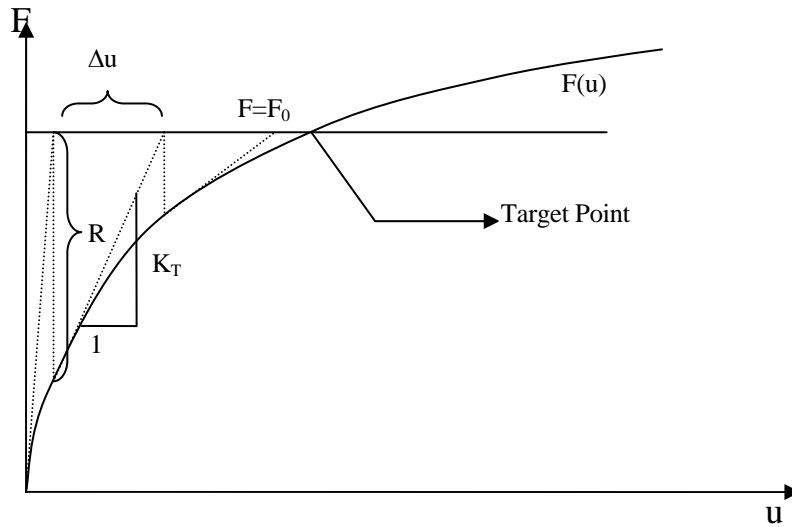 F
Δu
F(u)
F=F₀
R
Target Point
K_T
1
u